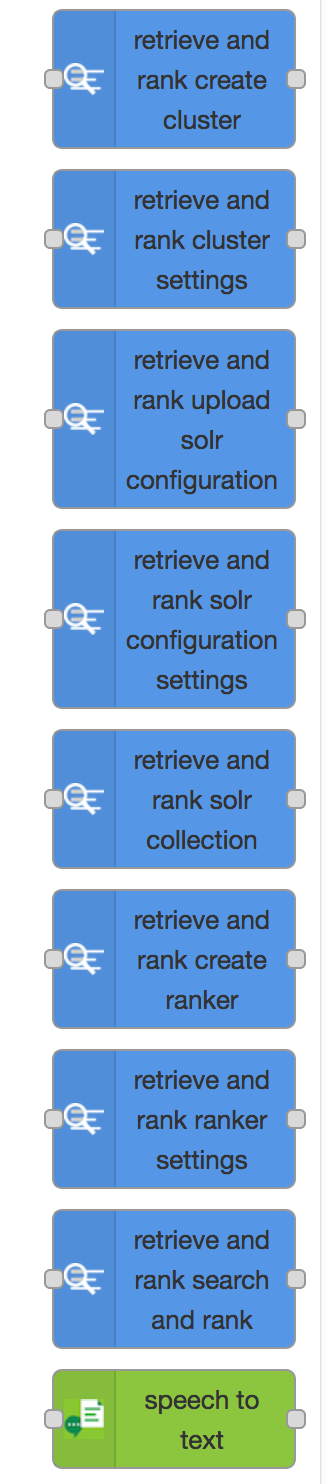 retrieve and
rank create
cluster
retrieve and
rank cluster
settings
retrieve and
rank upload
solr
configuration
retrieve and
rank solr
configuration
settings
retrieve and
rank solr
collection
retrieve and
rank create
ranker
retrieve and
rank ranker
settings
retrieve and
rank search
and rank
speech to
text